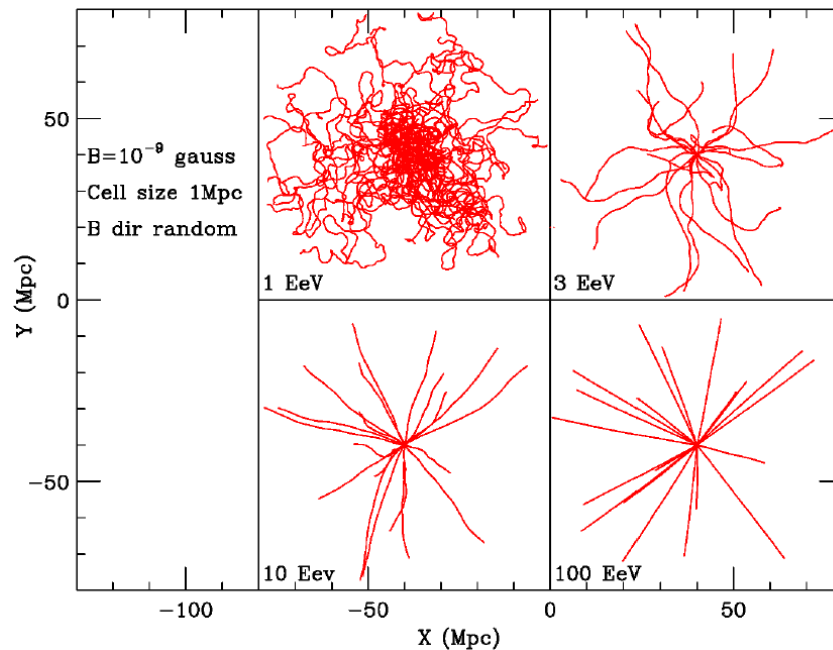 50
0
−50
Y (Mpc)
B=10⁻⁹ gauss
Cell size 1Mpc
B dir random
1 EeV
3 EeV
10 Eev
100 EeV
−100
−50
0
50
X (Mpc)